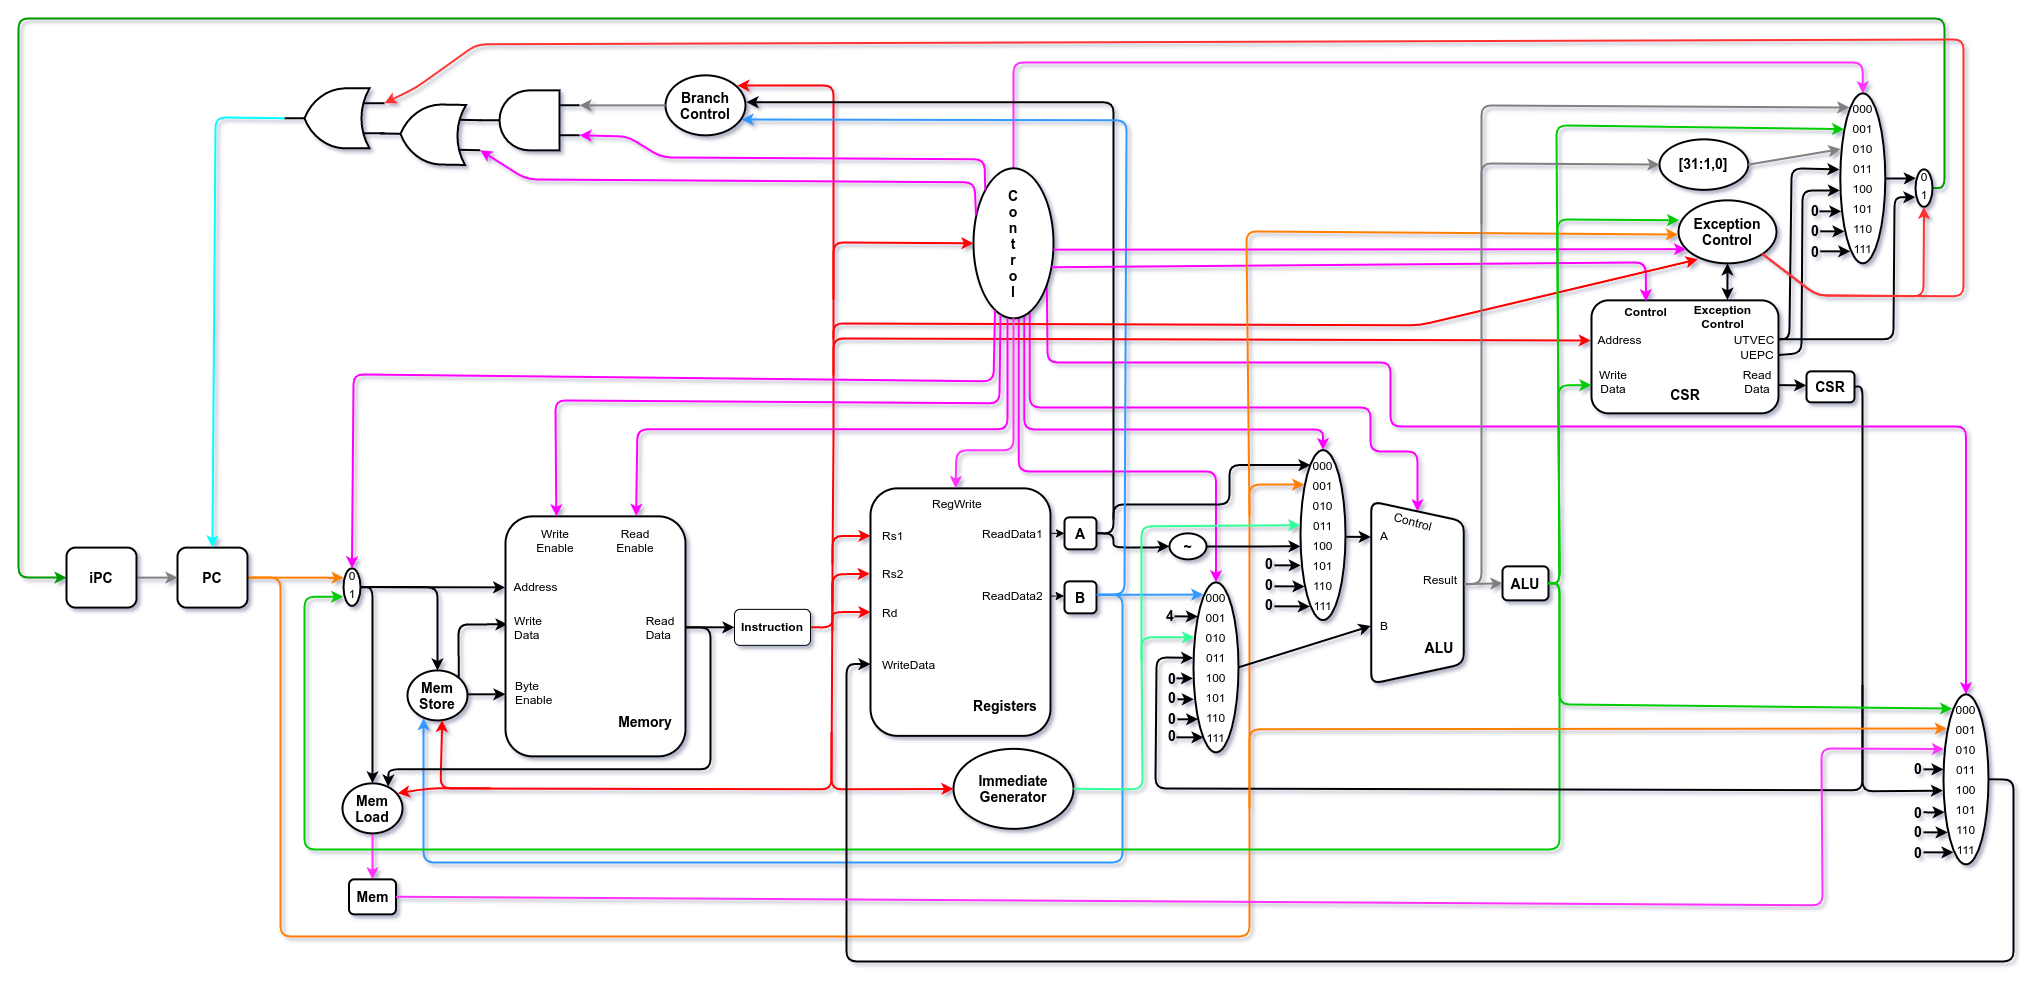 Branch
Control
C
o
n
t
r
o
l
000
001
010
011
100
101
110
111
0
0
0
[31:1,0]
0
1
Exception
Control
Control
Exception
Control
Address
UTVEC
UEPC
Write
Data
Read
Data
CSR
CSR
iPC
PC
0
1
Write
Enable
Read
Enable
Address
Write
Data
Read
Data
Byte
Enable
Memory
Mem
Store
Mem
Load
Mem
Instruction
RegWrite
Rs1
Rs2
Rd
WriteData
ReadData1
ReadData2
Registers
Immediate
Generator
A
B
~
000
001
010
011
100
101
110
111
0
0
0
000
001
010
011
100
101
110
111
4
0
0
0
0
Control
A
B
Result
ALU
ALU
000
001
010
011
100
101
110
111
0
0
0
0